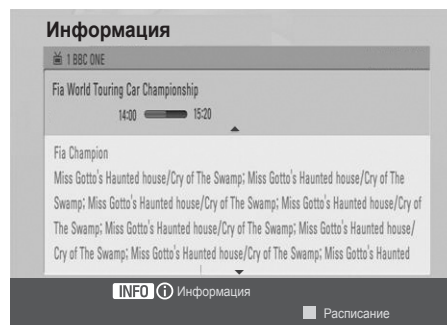 Информация
1 BBC ONE
Fia World Touring Car Championship
14:00 15:20
Fia Champion
Miss Gotto's Haunted house/Cry of The Swamp; Miss Gotto's Haunted house/Cry of The
Swamp; Miss Gotto's Haunted house/Cry of The Swamp; Miss Gotto's Haunted house/Cry of
The Swamp; Miss Gotto's Haunted house/Cry of The Swamp; Miss Gotto's Haunted house/
Cry of The Swamp; Miss Gotto's Haunted house/Cry of The Swamp; Miss Gotto's Haunted
INFO i Информация
Расписание